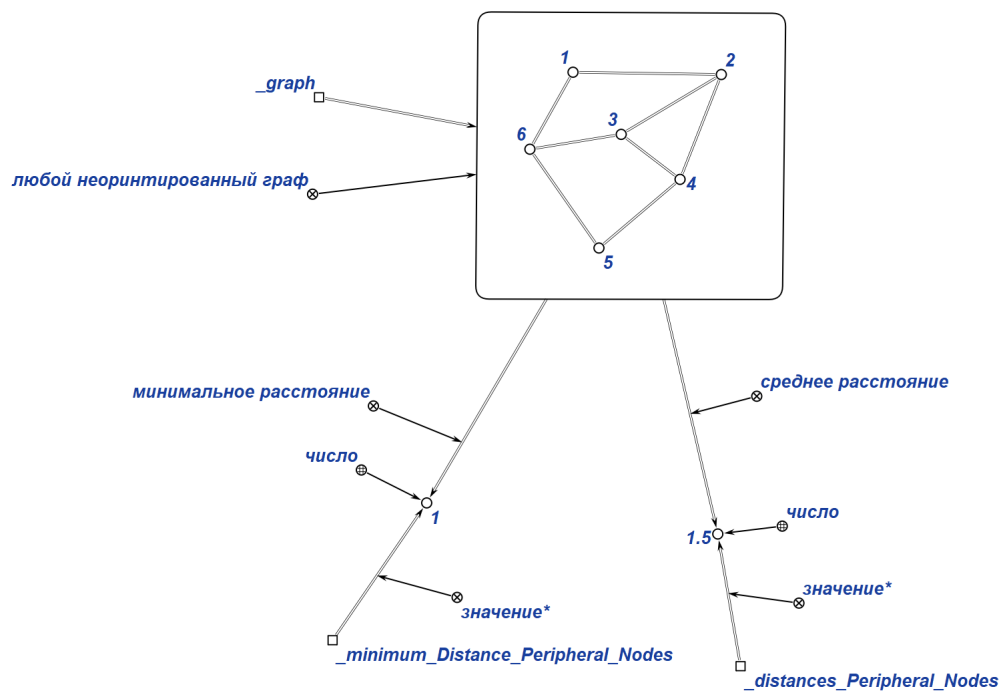 _graph
любой неоринтированный граф
1
2
3
6
4
5
минимальное расстояние
среднее расстояние
число
1
число
1.5
значение*
значение*
_minimum_Distance_Peripheral_Nodes
_distances_Peripheral_Nodes